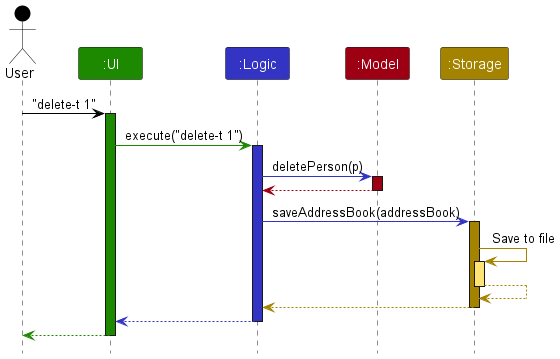 User
:UI
:Logic
:Model
:Storage
"delete-t 1"
execute("delete-t 1")
deletePerson(p)
saveAddressBook(addressBook)
Save to file